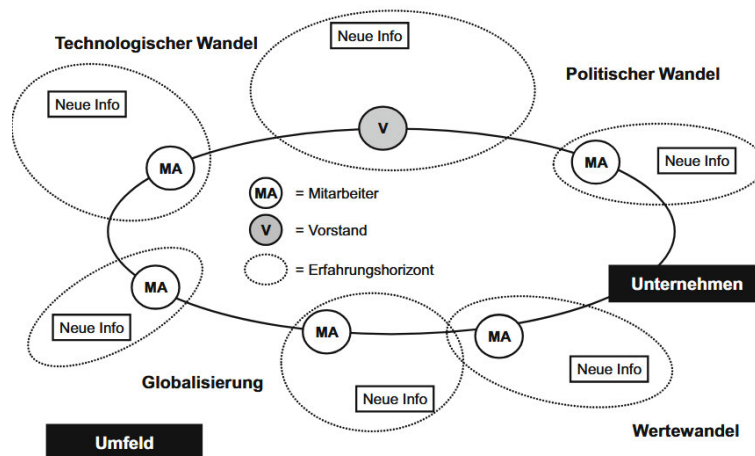 Neue Info
Technologischer Wandel
Politischer Wandel
Neue Info
V
MA
MA
Neue Info
MA = Mitarbeiter
V = Vorstand
= Erfahrungshorizont
MA
Unternehmen
Neue Info
MA
MA
Neue Info
Globalisierung
Neue Info
Wertewandel
Umfeld